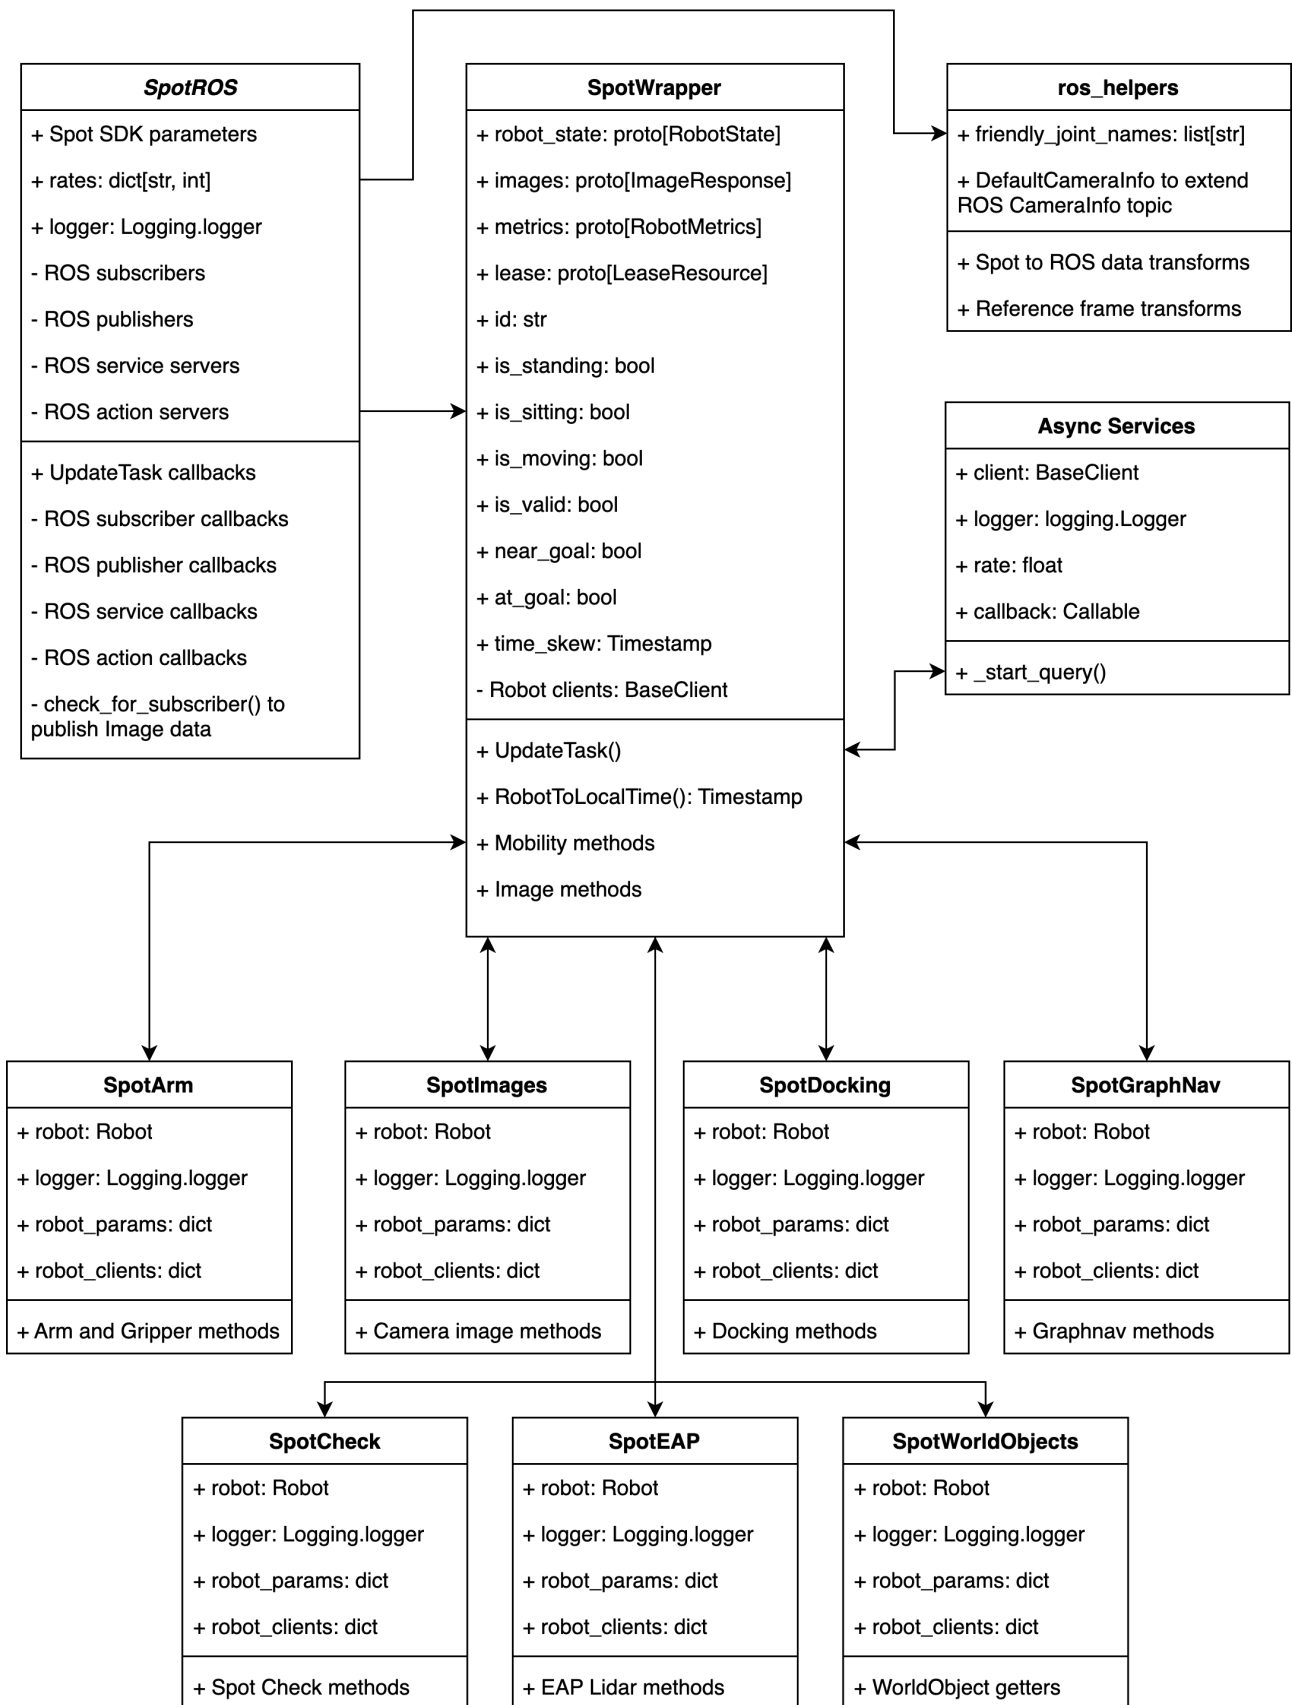 SpotROS
+ Spot SDK parameters
+ rates: dict[str, int]
+ logger: Logging.logger
- ROS subscribers
- ROS publishers
- ROS service servers
- ROS action servers
+ UpdateTask callbacks
- ROS subscriber callbacks
- ROS publisher callbacks
- ROS service callbacks
- ROS action callbacks
- check_for_subscriber() to
publish Image data
SpotWrapper
+ robot_state: proto[RobotState]
+ images: proto[ImageResponse]
+ metrics: proto[RobotMetrics]
+ lease: proto[LeaseResource]
+ id: str
+ is_standing: bool
+ is_sitting: bool
+ is_moving: bool
+ is_valid: bool
+ near_goal: bool
+ at_goal: bool
+ time_skew: Timestamp
- Robot clients: BaseClient
+ UpdateTask()
+ RobotToLocalTime(): Timestamp
+ Mobility methods
+ Image methods
ros_helpers
+ friendly_joint_names: list[str]
+ DefaultCameraInfo to extend
ROS CameraInfo topic
+ Spot to ROS data transforms
+ Reference frame transforms
Async Services
+ client: BaseClient
+ logger: logging.Logger
+ rate: float
+ callback: Callable
+ _start_query()
SpotArm
+ robot: Robot
+ logger: Logging.logger
+ robot_params: dict
+ robot_clients: dict
+ Arm and Gripper methods
SpotImages
+ robot: Robot
+ logger: Logging.logger
+ robot_params: dict
+ robot_clients: dict
+ Camera image methods
SpotDocking
+ robot: Robot
+ logger: Logging.logger
+ robot_params: dict
+ robot_clients: dict
+ Docking methods
SpotGraphNav
+ robot: Robot
+ logger: Logging.logger
+ robot_params: dict
+ robot_clients: dict
+ Graphnav methods
SpotCheck
+ robot: Robot
+ logger: Logging.logger
+ robot_params: dict
+ robot_clients: dict
+ Spot Check methods
SpotEAP
+ robot: Robot
+ logger: Logging.logger
+ robot_params: dict
+ robot_clients: dict
+ EAP Lidar methods
SpotWorldObjects
+ robot: Robot
+ logger: Logging.logger
+ robot_params: dict
+ robot_clients: dict
+ WorldObject getters